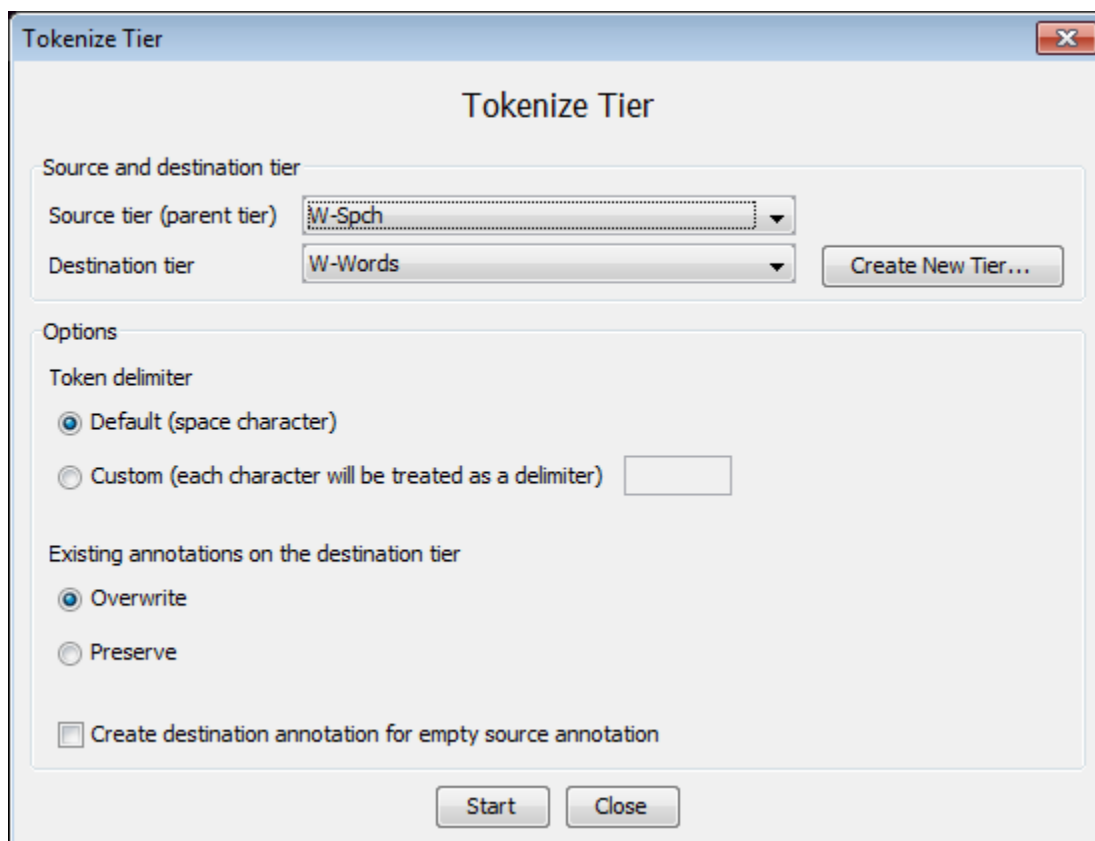 Tokenize Tier
Tokenize Tier
Source and destination tier
Source tier (parent tier) W-Spch
Destination tier W-Words Create New Tier...
Options
Token delimiter
Default (space character)
Custom (each character will be treated as a delimiter)
Existing annotations on the destination tier
Overwrite
Preserve
Create destination annotation for empty source annotation
Start Close